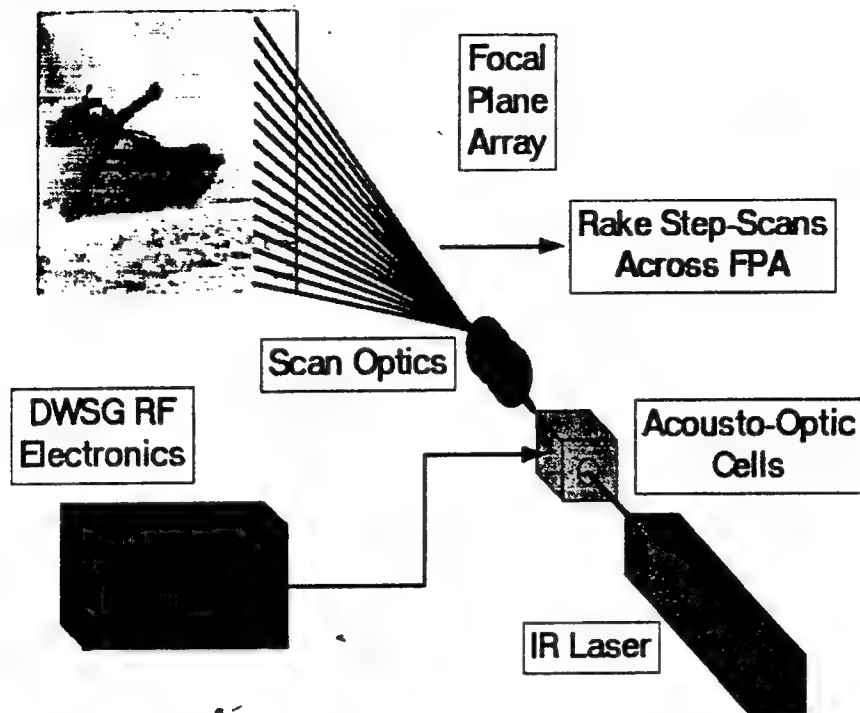 Focal
Plane
Array
Rake Step-Scans
Across FPA
Scan Optics
DWSG RF
Electronics
Acousto-Optic
Cells
IR Laser